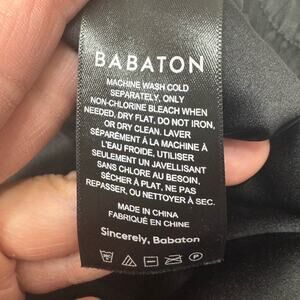 BABATON
MACHINE WASH COLD
SEPARATELY, ONLY
NON-CHLORINE BLEACH WHEN
NEEDED, DRY FLAT, DO NOT IRON,
OR DRY CLEAN. LAVER
SÉPARÉMENT À LA MACHINE À
L'EAU FROIDE, UTILISER
SEULEMENT UN JAVELLISANT
SANS CHLORE AU BESOIN,
SÉCHER À PLAT, NE PAS
REPASSER, OU NETTOYER À SEC.
MADE IN CHINA
FABRIQUÉ EN CHINE
Sincerely, Babaton